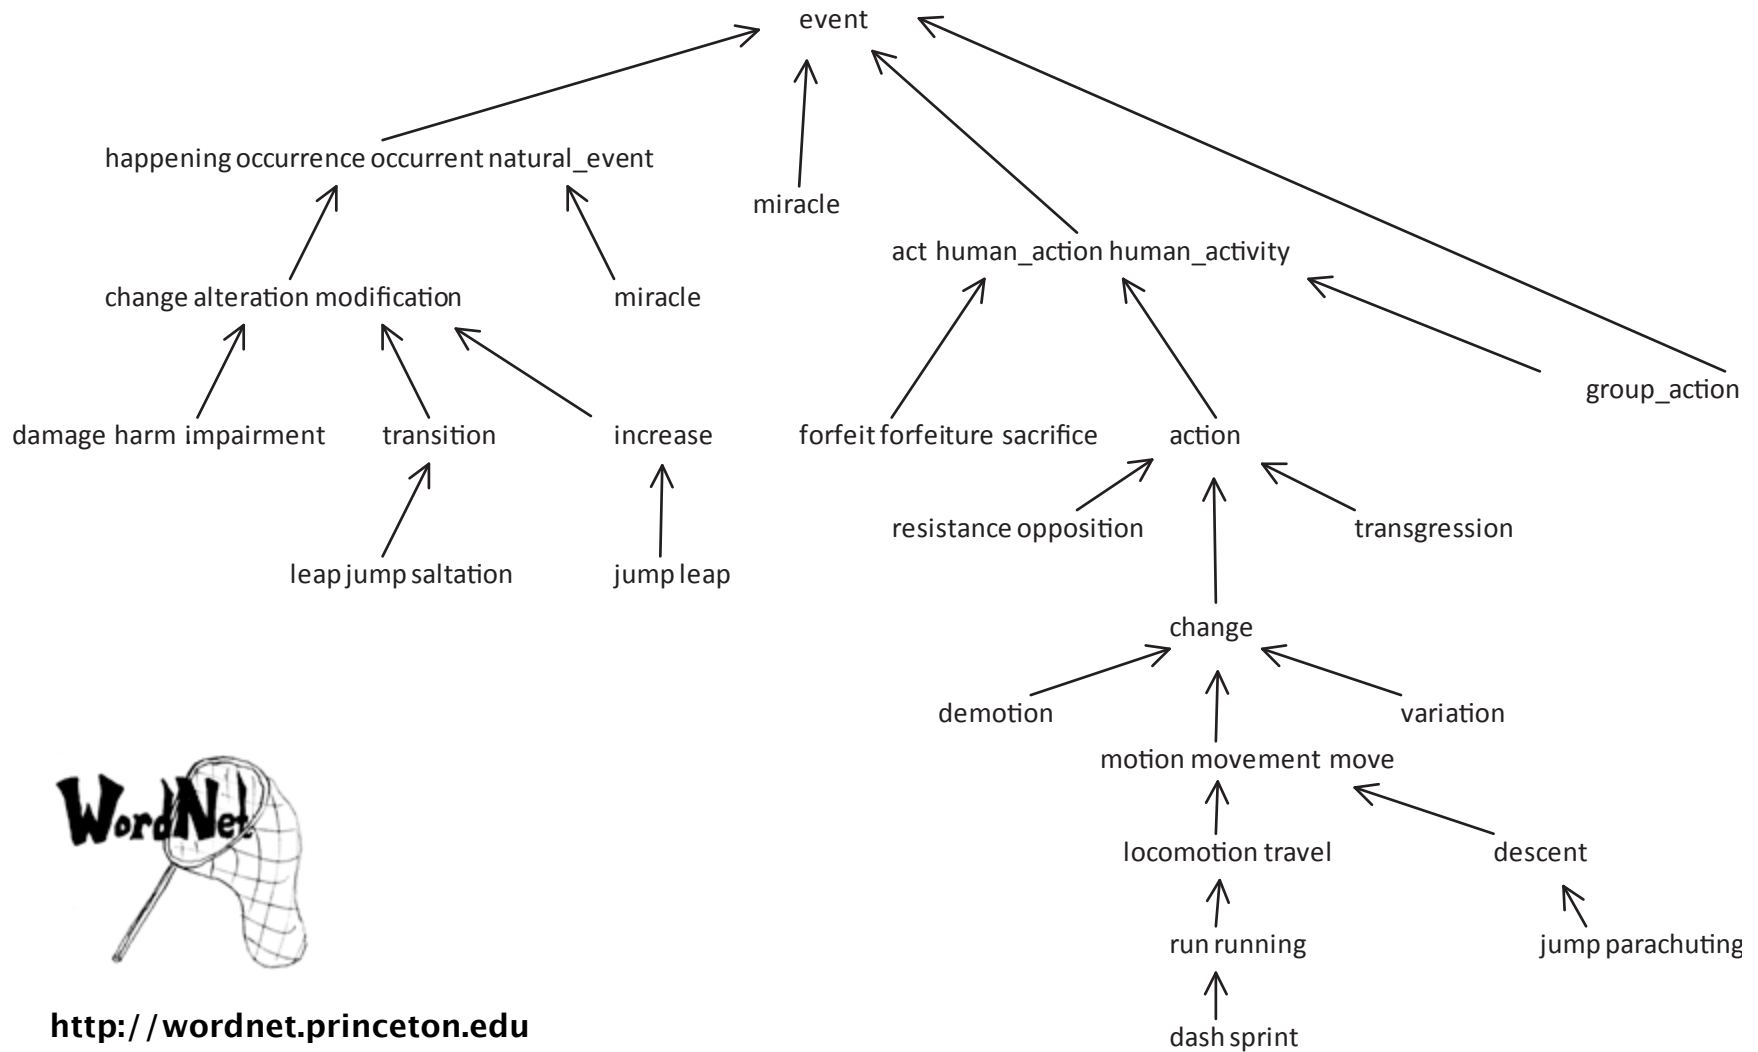 event
happening occurrence occurrent natural_event
miracle
act human_action human_activity
change alteration modification
miracle
group_action
damage harm impairment
transition
increase
forfeit forfeiture sacrifice
action
resistance opposition
transgression
leap jump saltation
jump leap
change
demotion
variation
motion movement move
WordNet
locomotion travel
descent
run running
jump parachuting
http://wordnet.princeton.edu
dash sprint